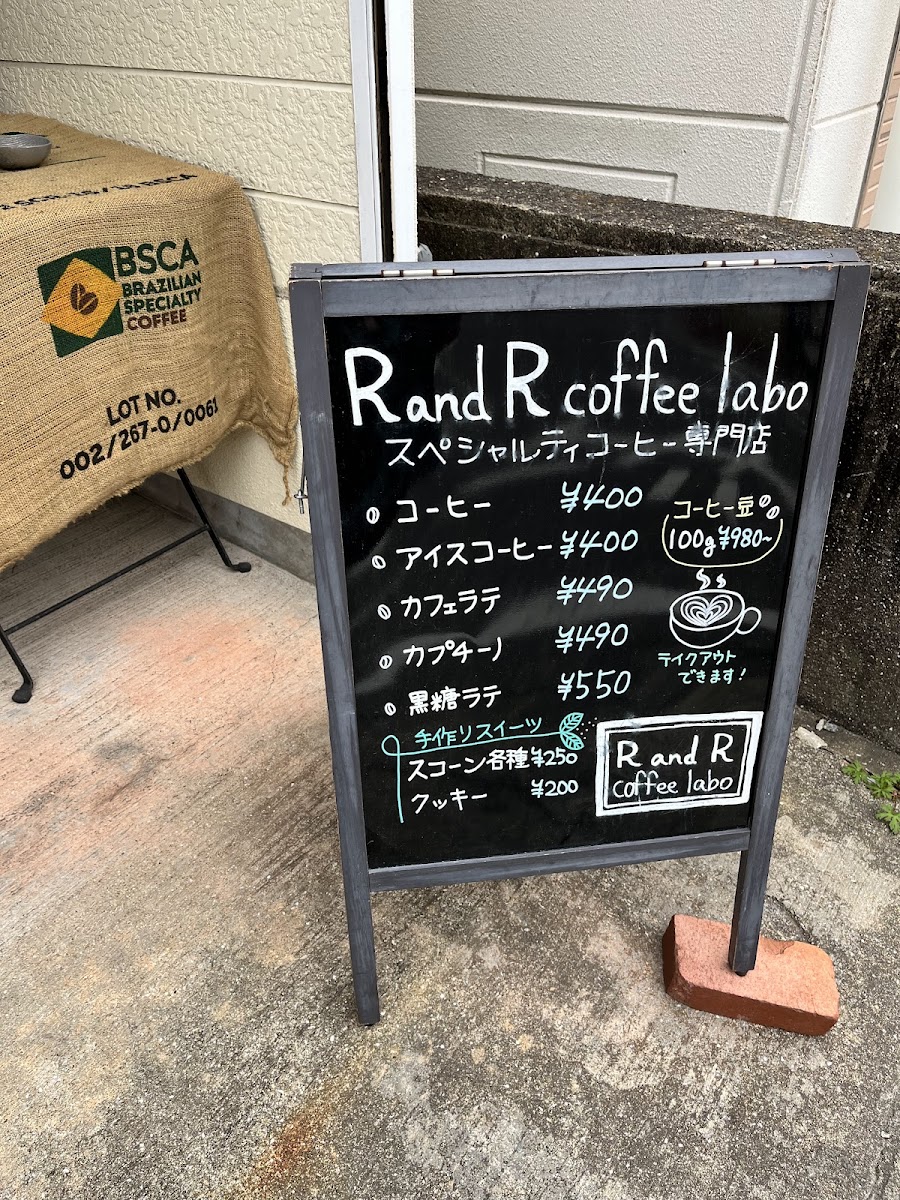 BSCA
BRAZILIAN
SPECIALTY
COFFEE
LOT NO.
002/267-0/0061
R and R coffee labo
スペシャルティコーヒー専門店
コーヒー ¥400
アイスコーヒー ¥400
カフェラテ ¥490
カプチーノ ¥490
黒糖ラテ ¥550
コーヒー豆
100g ¥980~
テイクアウト
できます!
手作りスイーツ
スコーン各種 ¥250
クッキー ¥200
R and R
coffee labo